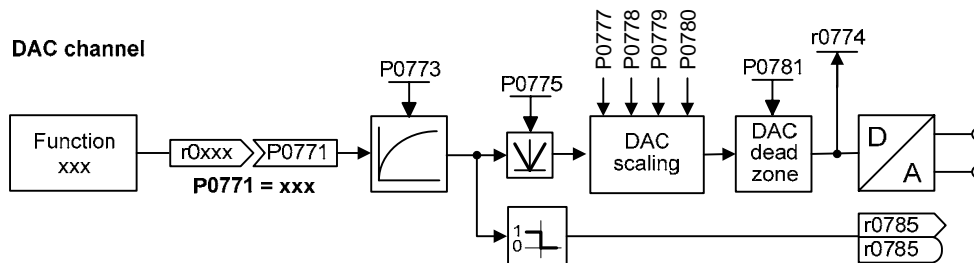 DAC channel
P0773
P0775
P0777
P0778
P0779
P0780
P0781
r0774
Function
xxx
r0xxx
P0771
P0771 = xxx
DAC
scaling
DAC
dead
zone
D
A
1
0
r0785
r0785